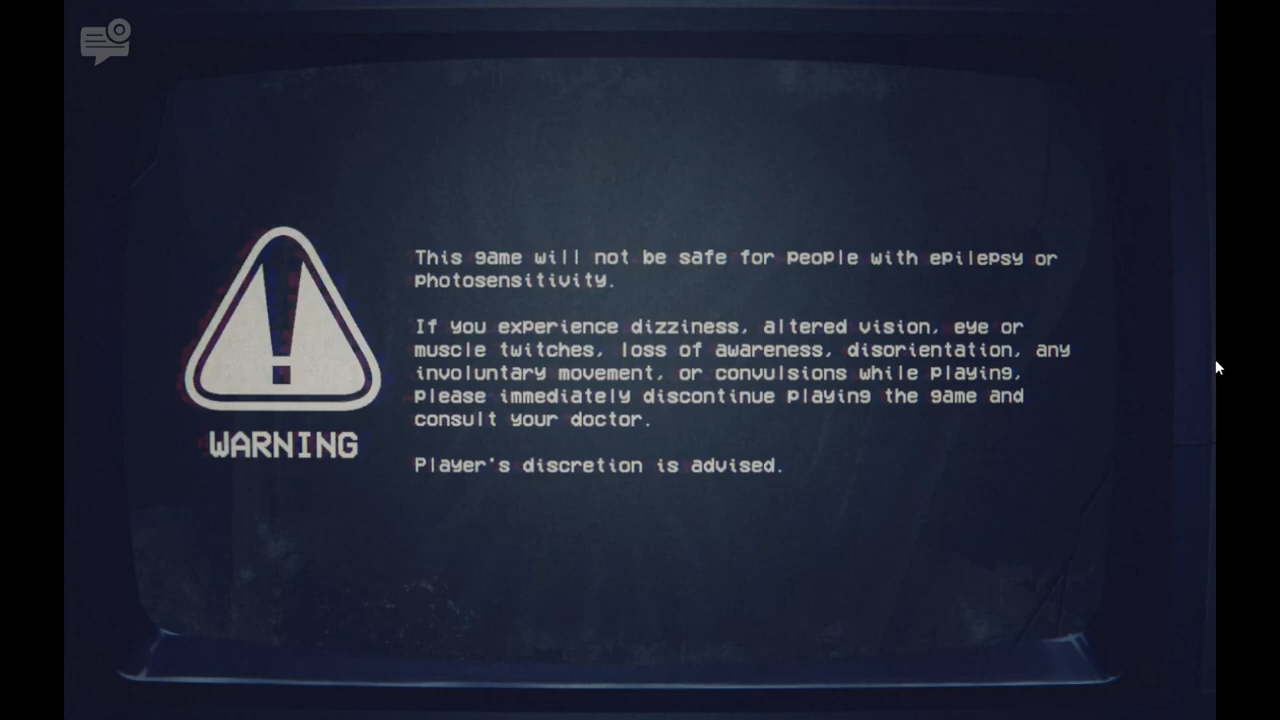 This game will not be safe for people with epilepsy or
photosensitivity.
If you experience dizziness, altered vision, eye or
muscle twitches, loss of awareness, disorientation, any
involuntary movement, or convulsions while playing,
please immediately discontinue playing the game and
consult your doctor.
WARNING
Player's discretion is advised.